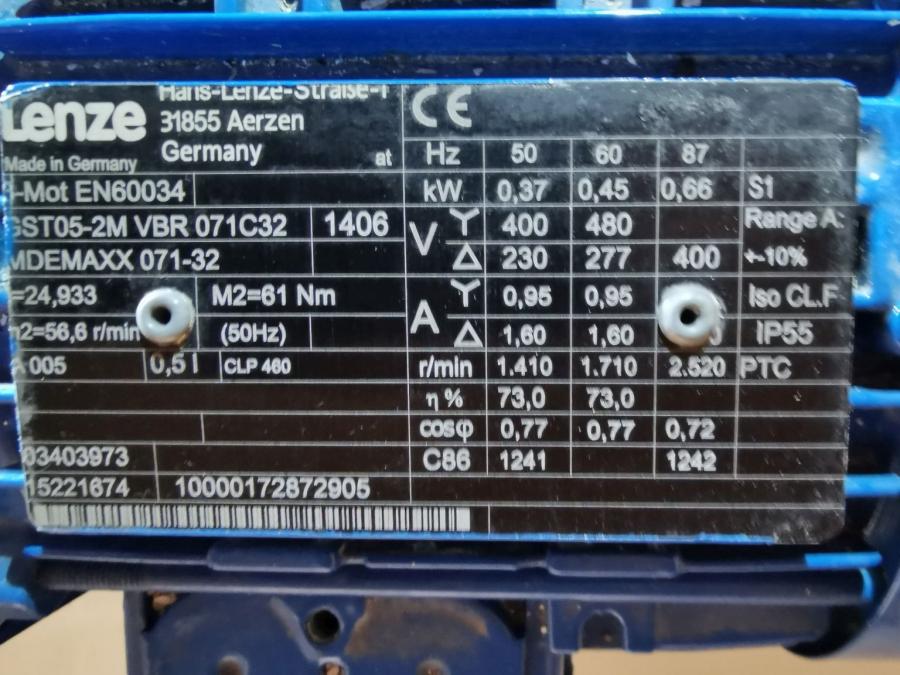 Lenze
Hans-Lenze-Straße-1
31855 Aerzen
Germany
Made in Germany
at
CE
Hz 50 60 87
-Mot EN60034
kW 0,37 0,45 0,66 S1
GST05-2M VBR 071C32 1406
V Y 400 480 Range A:
MDEMAXX 071-32
Δ 230 277 400 +-10%
=24,933 M2=61 Nm
A Y 0,95 0,95 Iso CL.F
n2=56,6 r/min (50Hz)
Δ 1,60 1,60 IP55
005 0,5 l CLP 460
r/min 1.410 1.710 2.520 PTC
η % 73,0 73,0
cosφ 0,77 0,77 0,72
03403973
C86 1241 1242
15221674 10000172872905